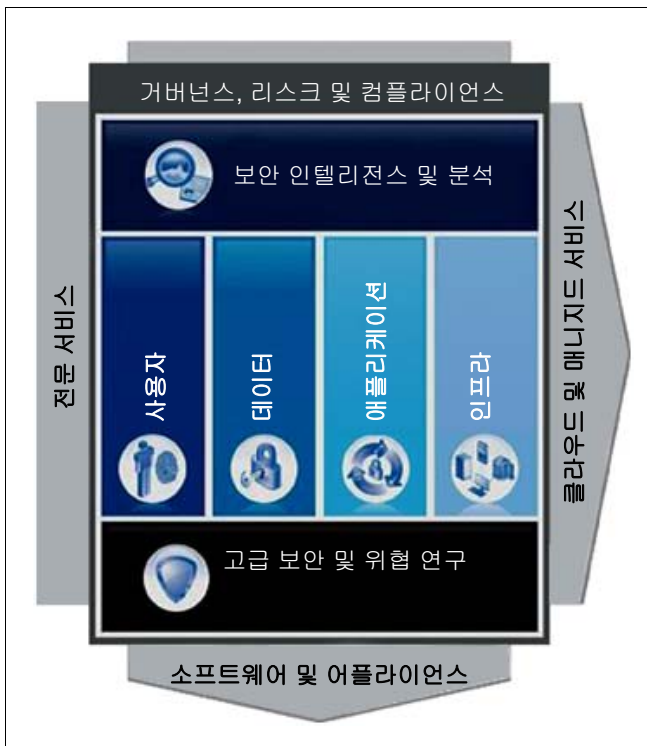 거버넌스, 리스크 및 컴플라이언스
보안 인텔리전스 및 분석
전문 서비스
사용자
데이터
애플리케이션
인프라
클라우드 및 매니지드 서비스
고급 보안 및 위협 연구
소프트웨어 및 어플라이언스